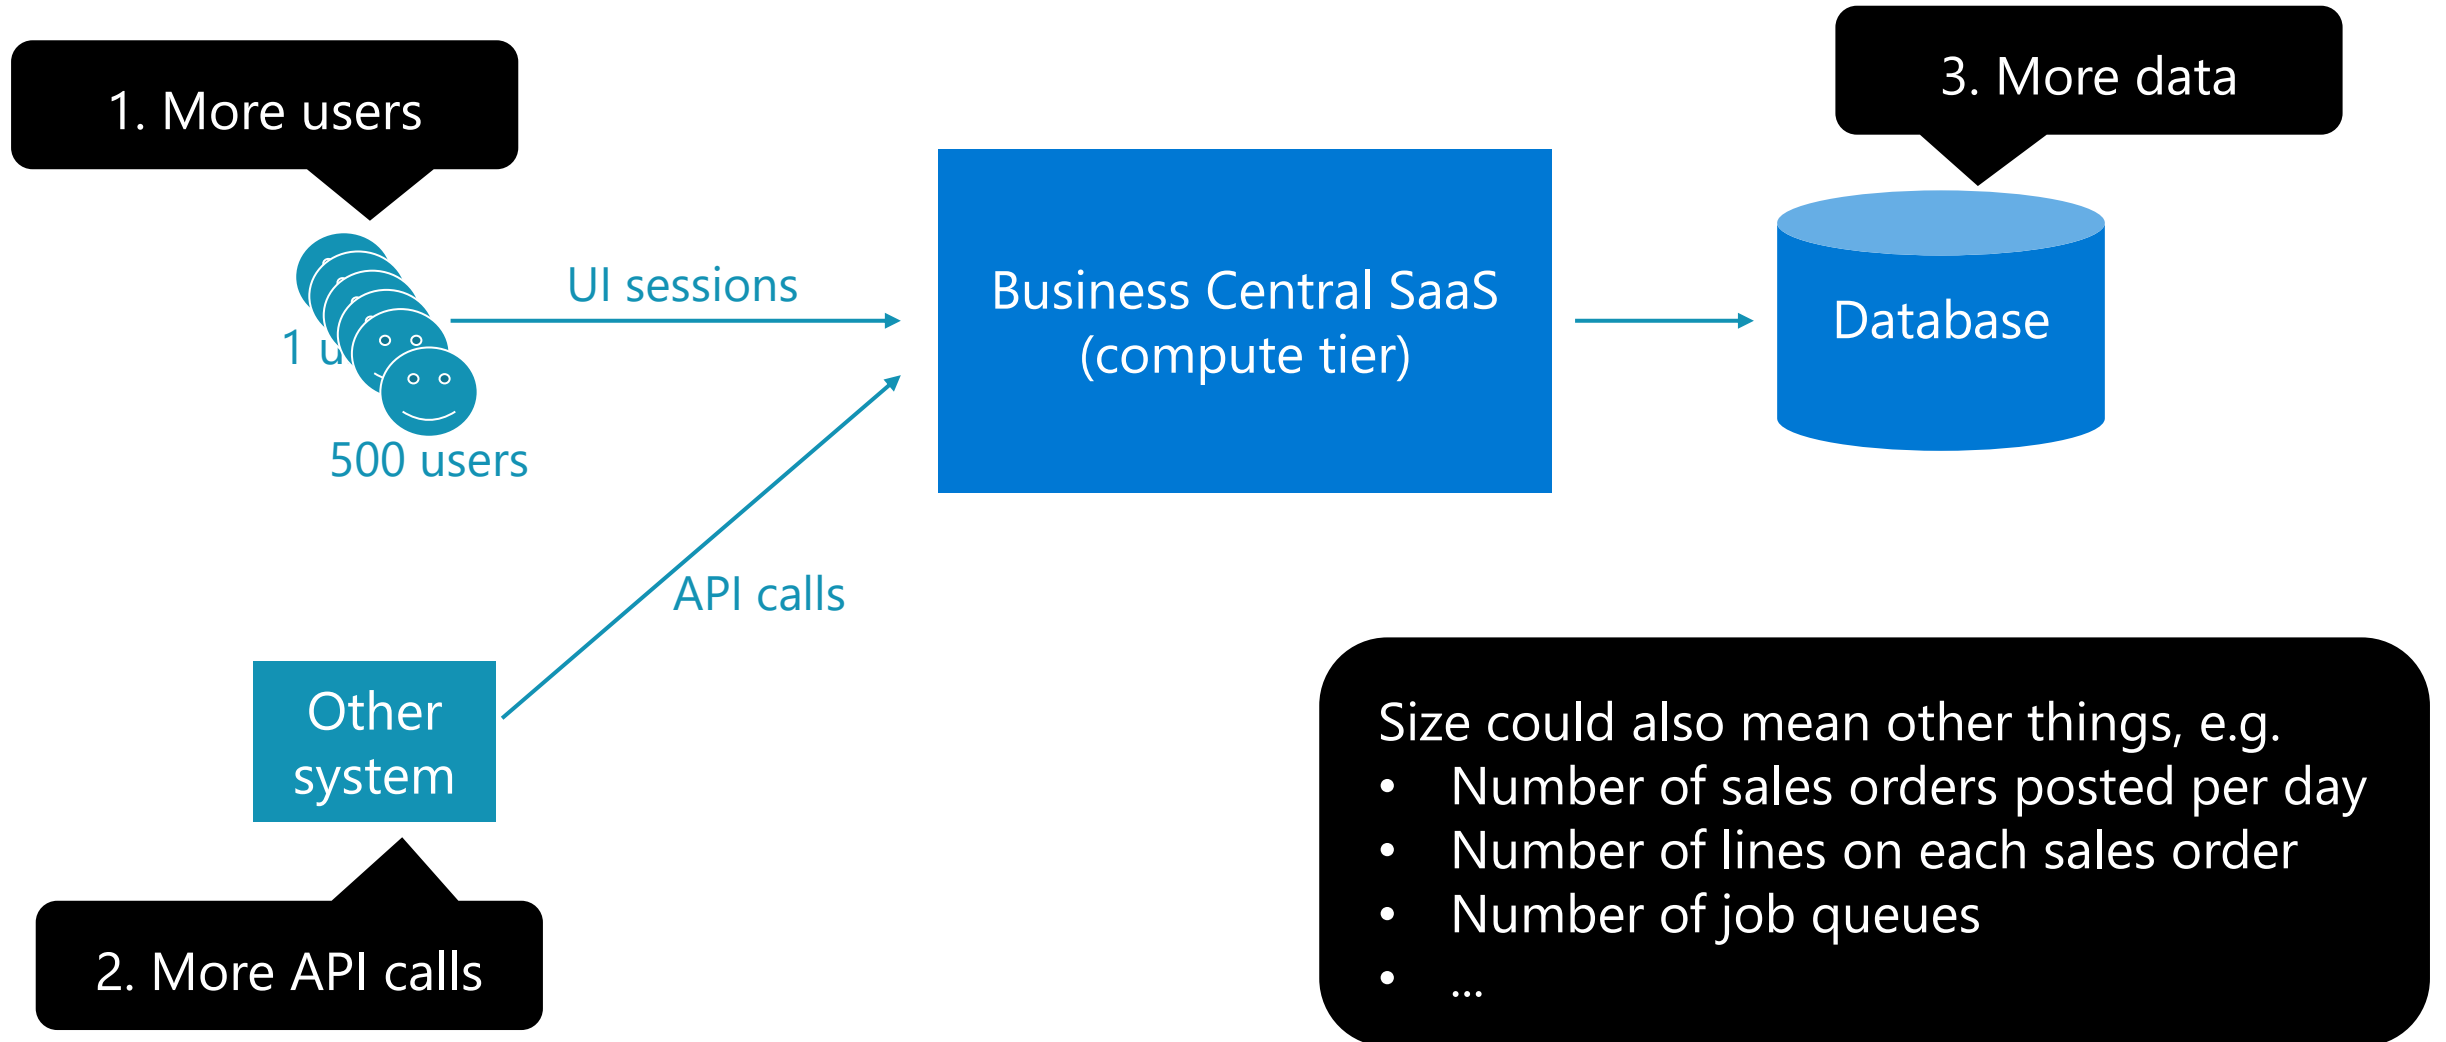 1. More users
3. More data
UI sessions
Business Central SaaS
(compute tier)
Database
1 u
500 users
API calls
Other
system
2. More API calls
Size could also mean other things, e.g.
• Number of sales orders posted per day
• Number of lines on each sales order
• Number of job queues
• ...